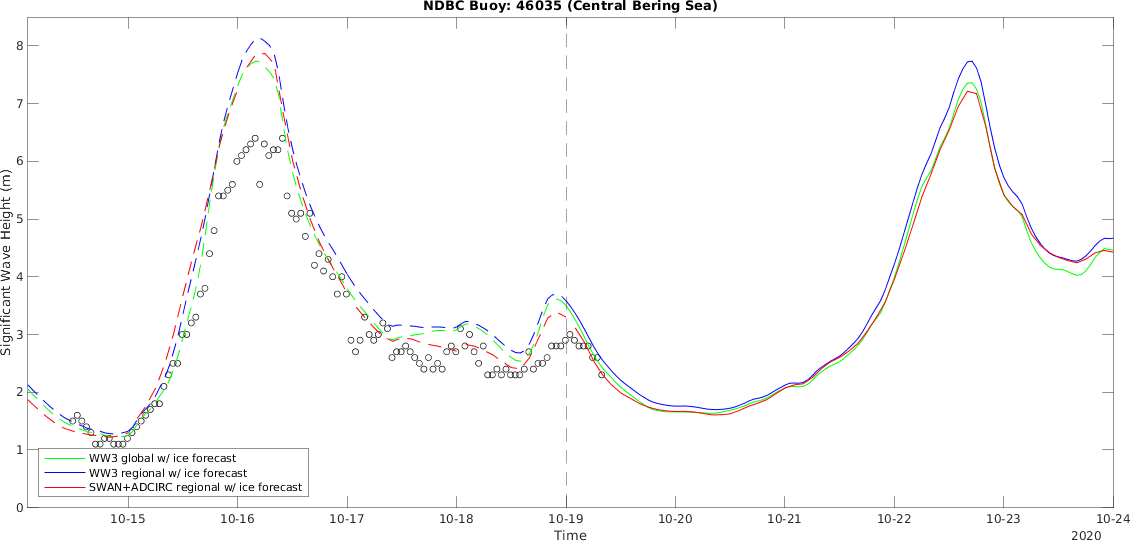 NDBC Buoy: 46035 (Central Bering Sea)
Significant Wave Height (m)
8
7
6
5
4
3
2
1
0
WW3 global w/ ice forecast
WW3 regional w/ ice forecast
SWAN+ADCIRC regional w/ ice forecast
10-15 10-16 10-17 10-18 10-19 10-20 10-21 10-22 10-23 10-24
Time
2020